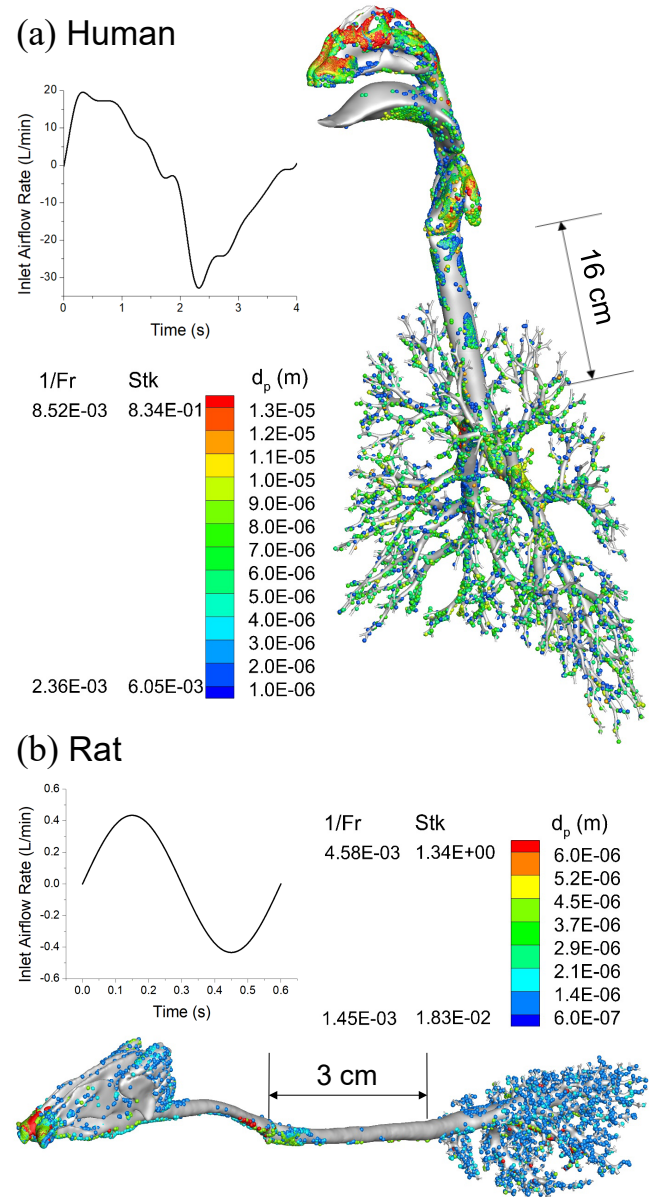 (a) Human
Inlet Airflow Rate (L/min)
20
10
0
-10
-20
-30
0 1 2 3 4
Time (s)
16 cm
1/Fr Stk dp (m)
8.52E-03 8.34E-01 1.3E-05
1.2E-05
1.1E-05
1.0E-05
9.0E-06
8.0E-06
7.0E-06
6.0E-06
5.0E-06
4.0E-06
3.0E-06
2.0E-06
2.36E-03 6.05E-03 1.0E-06
(b) Rat
Inlet Airflow Rate (L/min)
0.6
0.4
0.2
0.0
-0.2
-0.4
-0.6
0.0 0.1 0.2 0.3 0.4 0.5 0.6
Time (s)
1/Fr Stk dp (m)
4.58E-03 1.34E+00 6.0E-06
5.2E-06
4.5E-06
3.7E-06
2.9E-06
2.1E-06
1.4E-06
1.45E-03 1.83E-02 6.0E-07
3 cm